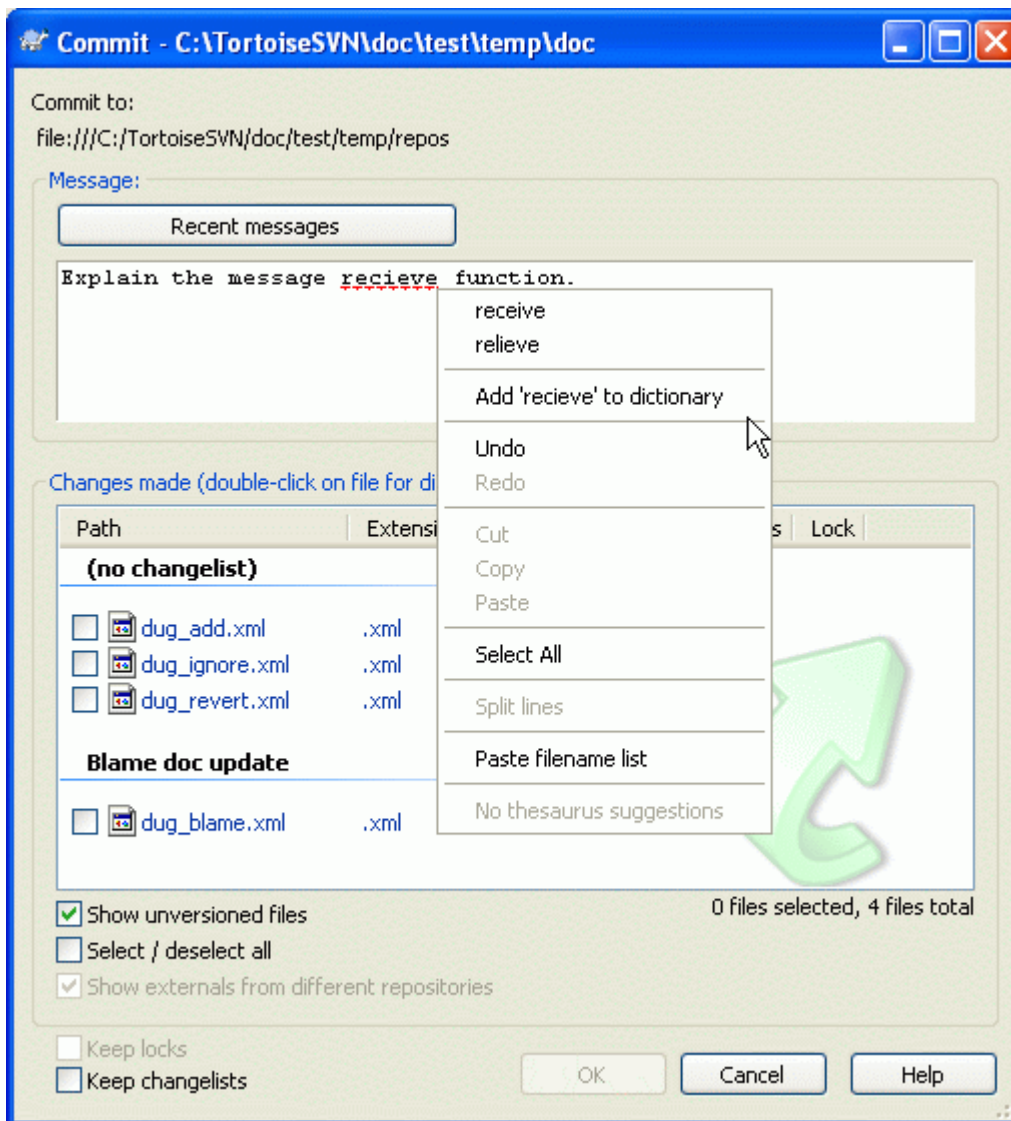 Commit - C:\TortoiseSVN\doc\test\temp\doc
Commit to:
file:///C:/TortoiseSVN/doc/test/temp/repos
Message:
Recent messages
Explain the message recieve function.
receive
relieve
Add 'recieve' to dictionary
Undo
Redo
Cut
Copy
Paste
Select All
Split lines
Paste filename list
No thesaurus suggestions
Changes made (double-click on file for di
Path Extensi s Lock
(no changelist)
dug_add.xml .xml
dug_ignore.xml .xml
dug_revert.xml .xml
Blame doc update
dug_blame.xml .xml
Show unversioned files 0 files selected, 4 files total
Select / deselect all
Show externals from different repositories
Keep locks
Keep changelists
OK Cancel Help